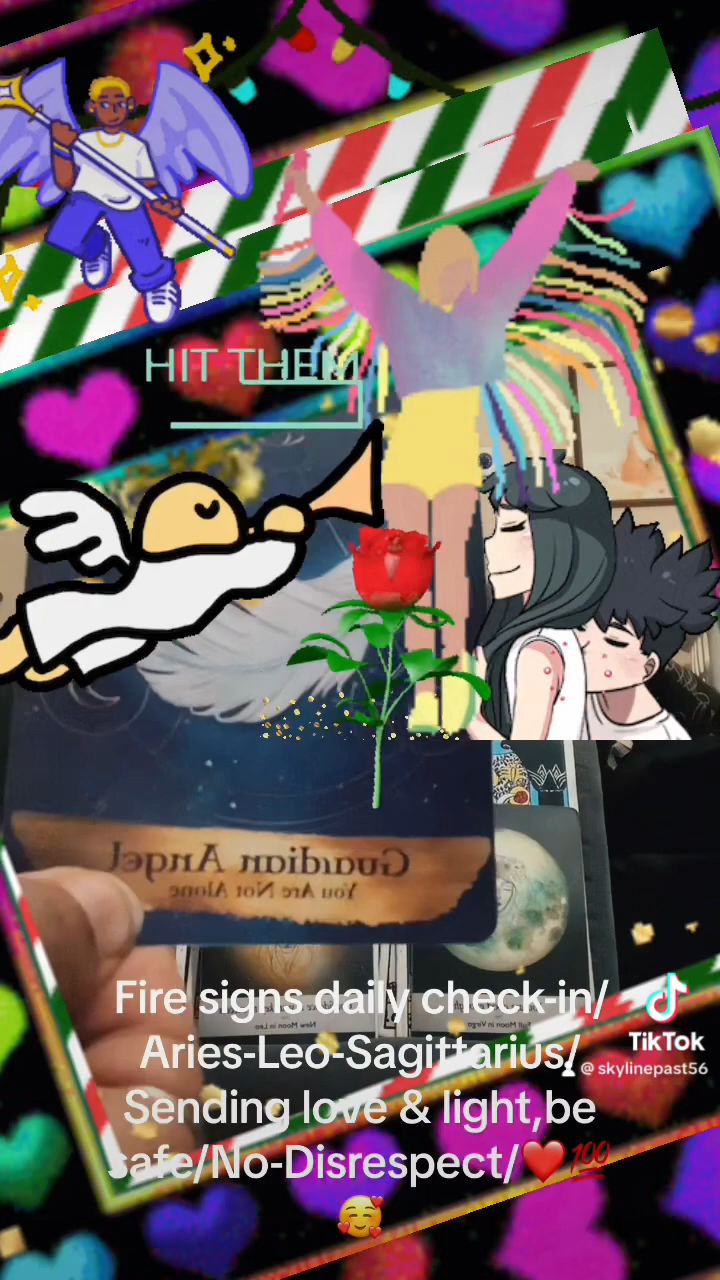 HIT THEM
Guardian Angel
You Are Not Alone
New Moon in Leo
Full Moon in Virgo
Fire signs daily check-in/
Aries-Leo-Sagittarius/
Sending love & light,be
safe/No-Disrespect/❤️💯
🥰
TikTok
@skylinepast56